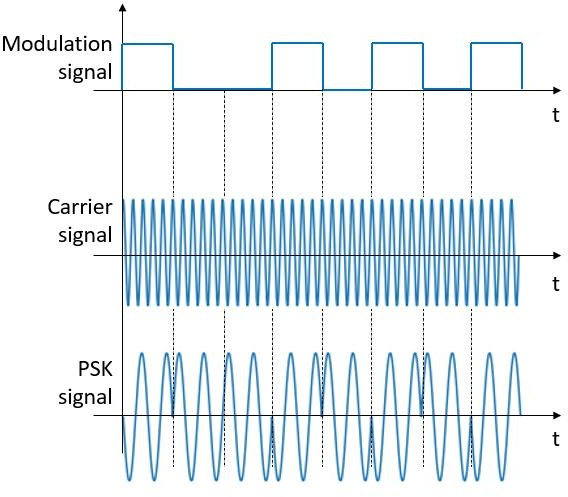 Modulation
signal
t
Carrier
signal
t
PSK
signal
t